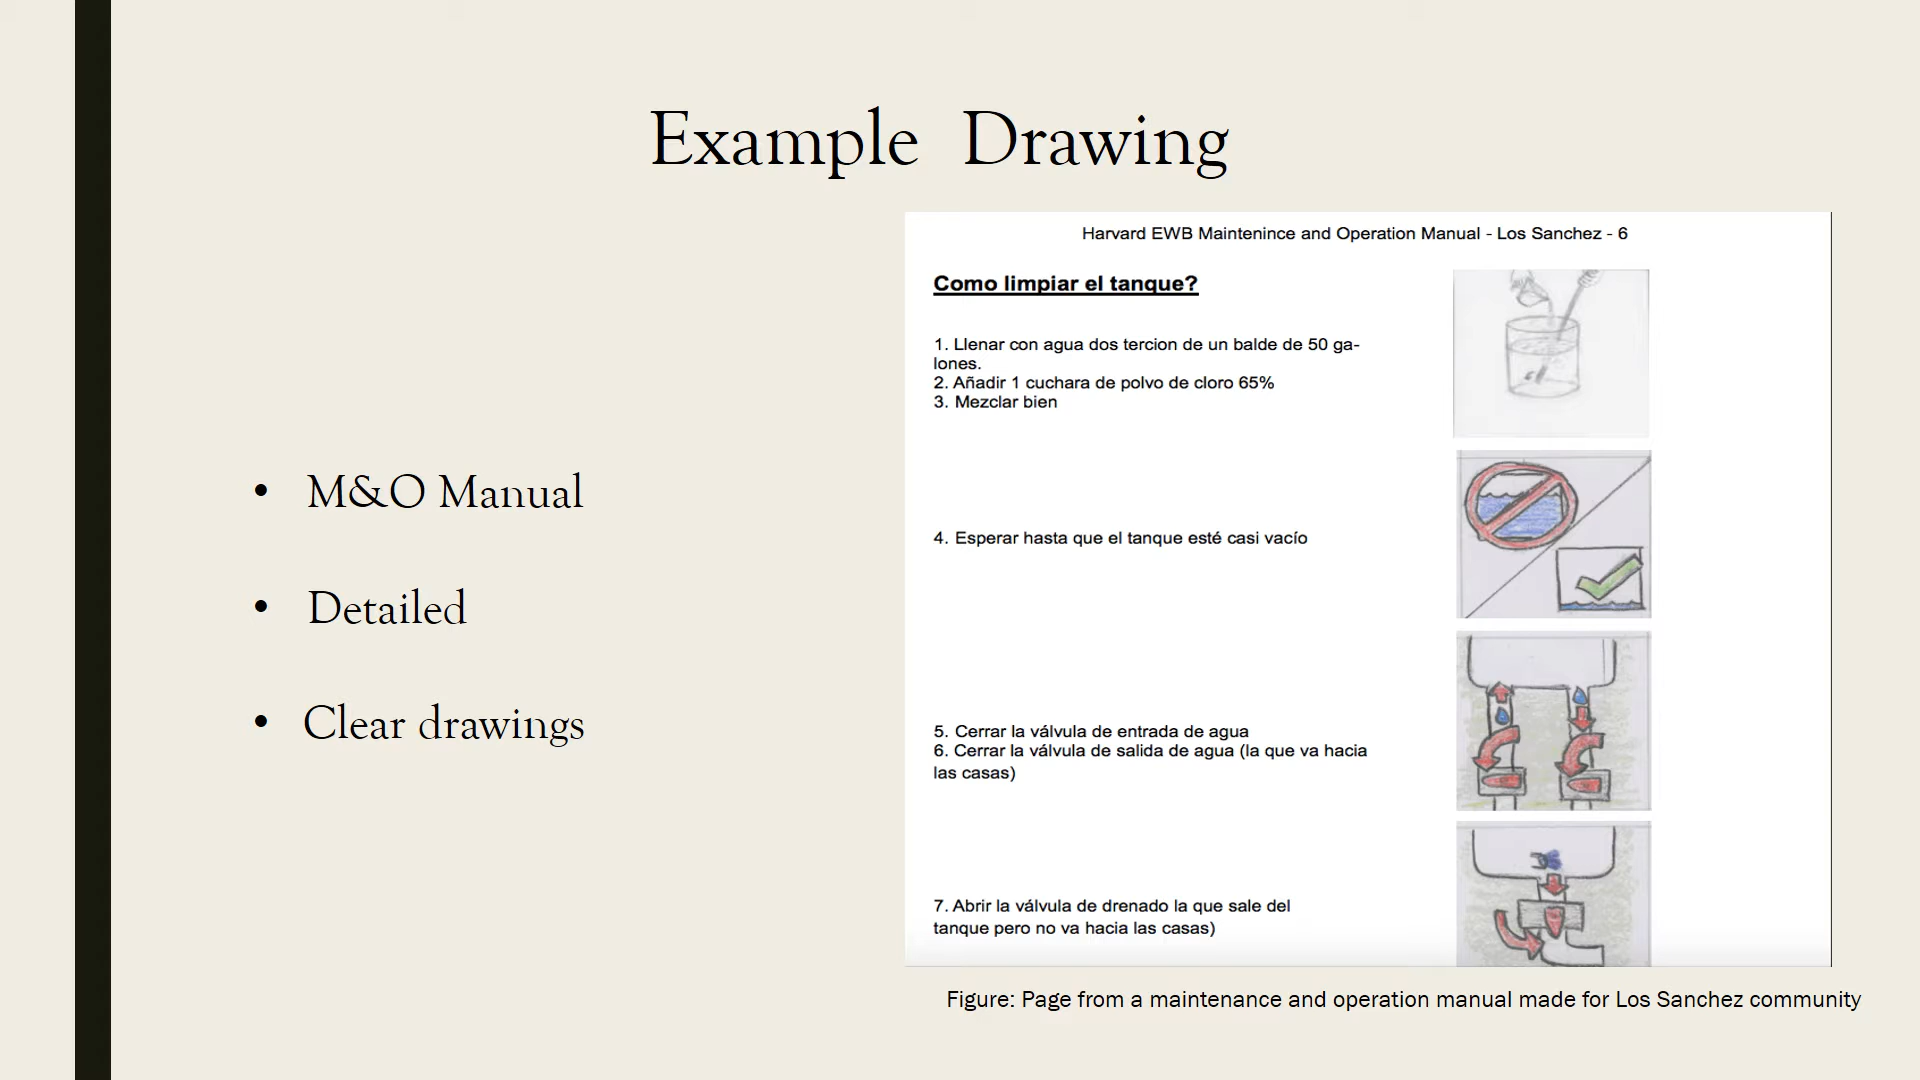 Example Drawing
• M&O Manual
• Detailed
• Clear drawings
Harvard EWB Maintenince and Operation Manual - Los Sanchez - 6
Como limpiar el tanque?
1. Llenar con agua dos tercion de un balde de 50 ga-
lones.
2. Añadir 1 cuchara de polvo de cloro 65%
3. Mezclar bien
4. Esperar hasta que el tanque esté casi vacío
5. Cerrar la válvula de entrada de agua
6. Cerrar la válvula de salida de agua (la que va hacia
las casas)
7. Abrir la válvula de drenado la que sale del
tanque pero no va hacia las casas)
Figure: Page from a maintenance and operation manual made for Los Sanchez community